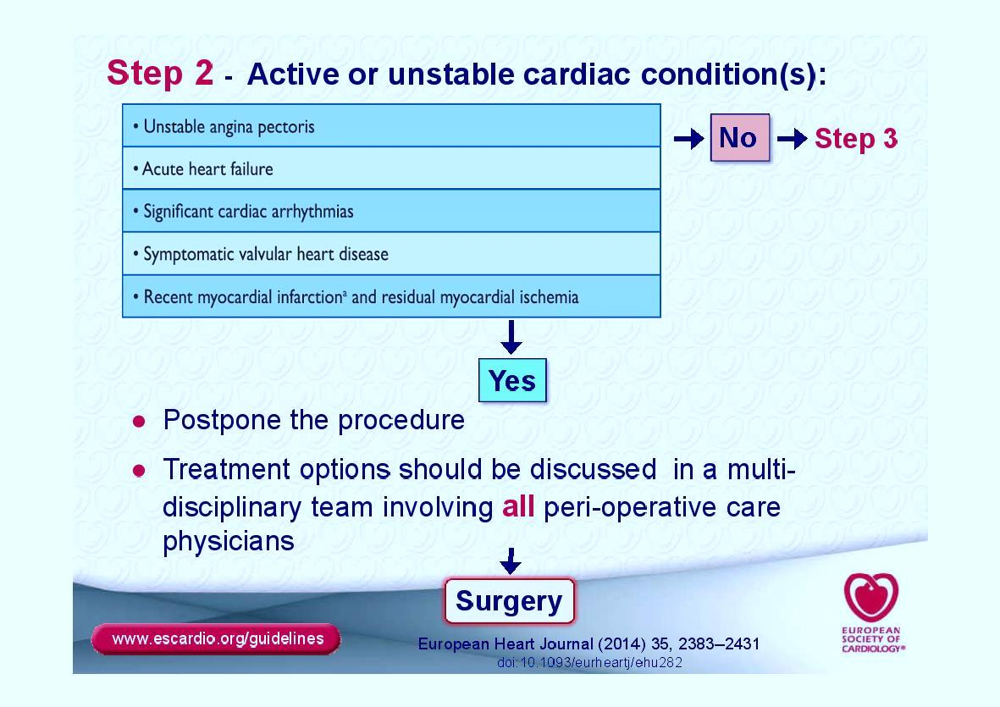 Step 2 - Active or unstable cardiac condition(s):
• Unstable angina pectoris
• Acute heart failure
• Significant cardiac arrhythmias
• Symptomatic valvular heart disease
• Recent myocardial infarctionª and residual myocardial ischemia
No
Step 3
Yes
● Postpone the procedure
● Treatment options should be discussed in a multi-
disciplinary team involving all peri-operative care
physicians
Surgery
www.escardio.org/guidelines
European Heart Journal (2014) 35, 2383–2431
doi:10.1093/eurheartj/ehu282
EUROPEAN
SOCIETY OF
CARDIOLOGY®